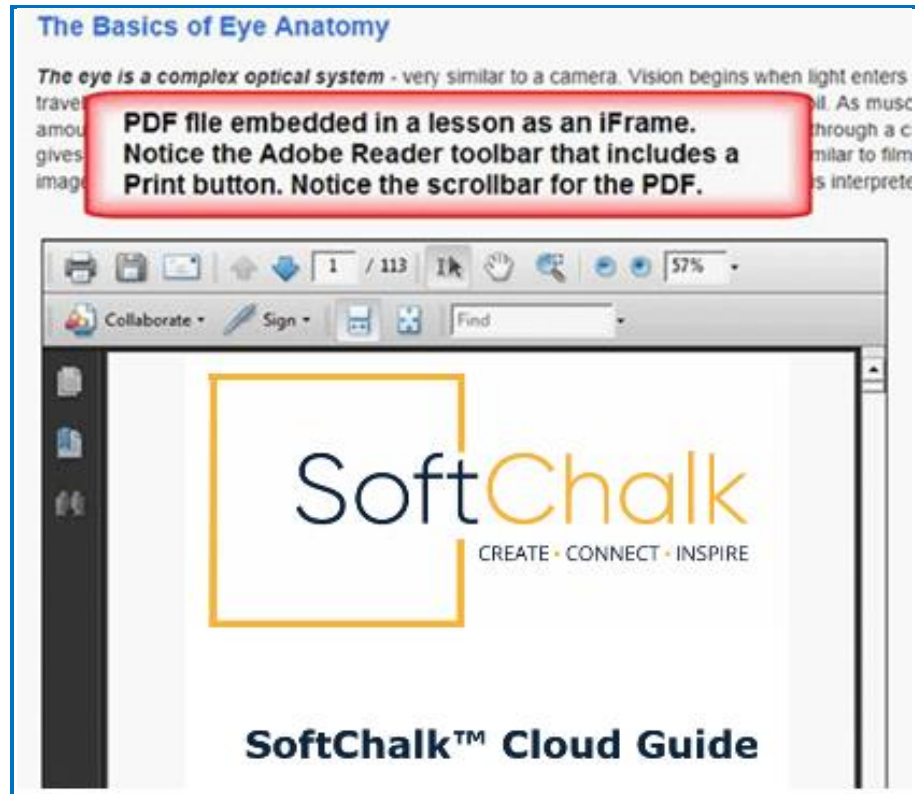 The Basics of Eye Anatomy
The eye is a complex optical system - very similar to a camera. Vision begins when light enters
travel
oil. As musc
amou
through a c
gives
milar to film
image
s interprete
PDF file embedded in a lesson as an iFrame.
Notice the Adobe Reader toolbar that includes a
Print button. Notice the scrollbar for the PDF.
1 / 113 57%
Collaborate Sign Find
SoftChalk
CREATE · CONNECT · INSPIRE
SoftChalk™ Cloud Guide